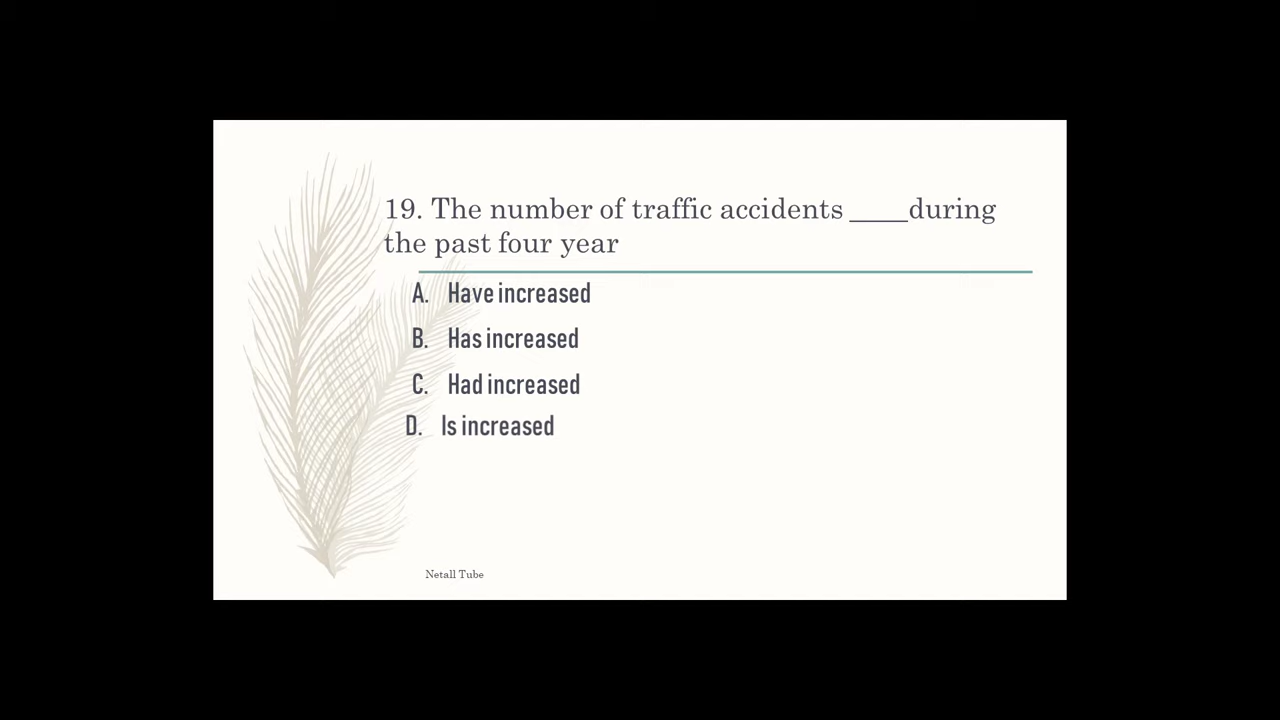 19. The number of traffic accidents ____during
the past four year
A. Have increased
B. Has increased
C. Had increased
D. Is increased
Netall Tube